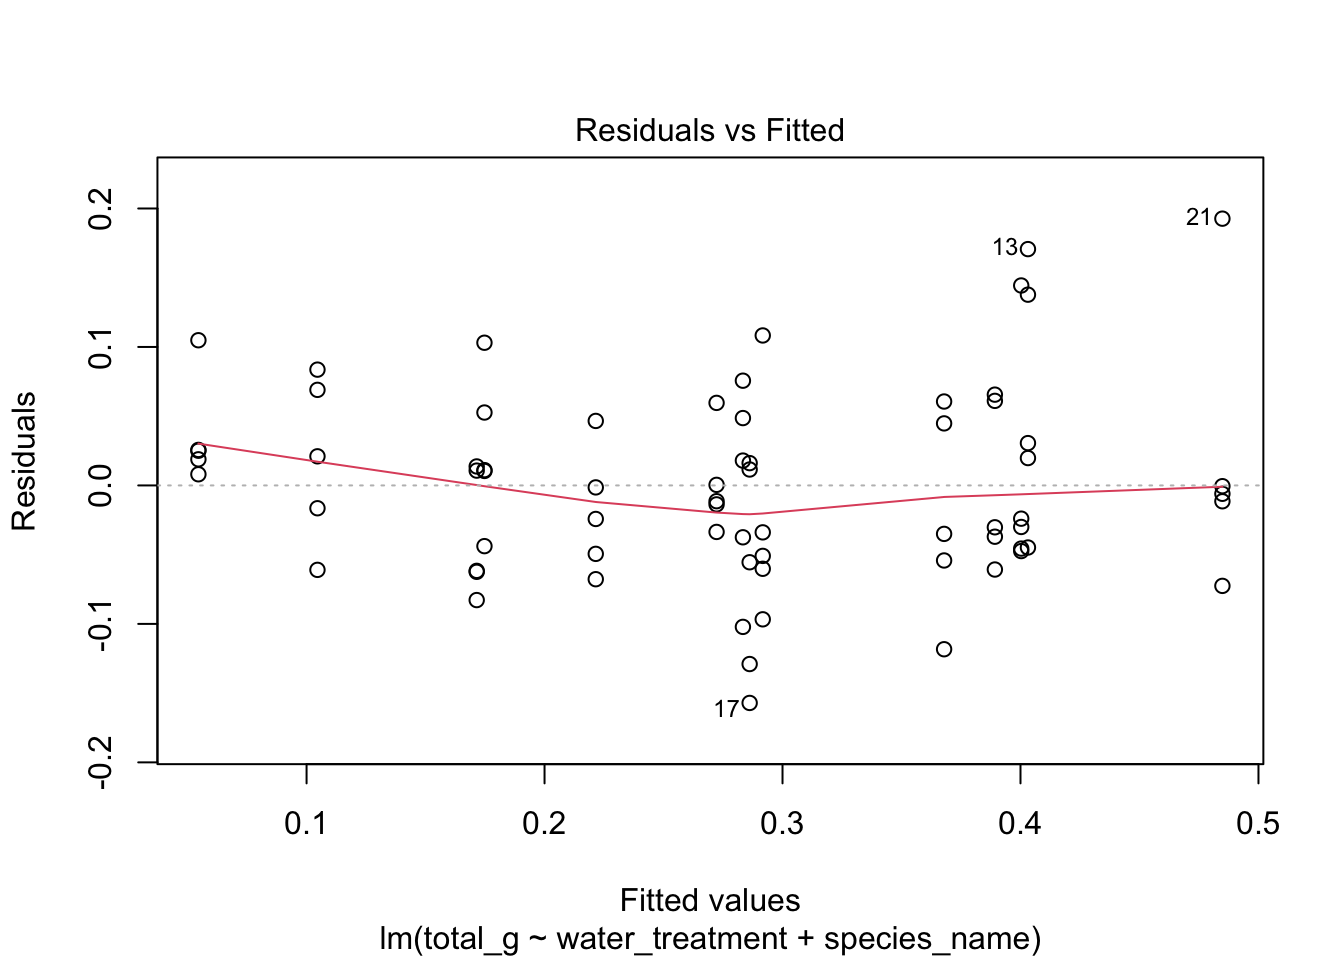 Residuals vs Fitted
Residuals
0.2
0.1
0.0
-0.1
-0.2
21
13
17
0.1 0.2 0.3 0.4 0.5
Fitted values
lm(total_g ~ water_treatment + species_name)